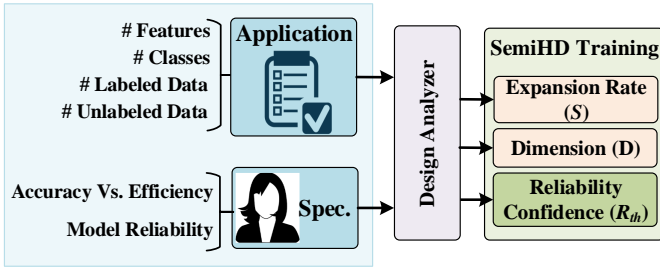 # Features
# Classes
# Labeled Data
# Unlabeled Data
Application
Accuracy Vs. Efficiency
Model Reliability
Spec.
Design Analyzer
SemiHD Training
Expansion Rate
(S)
Dimension (D)
Reliability
Confidence (Rth)